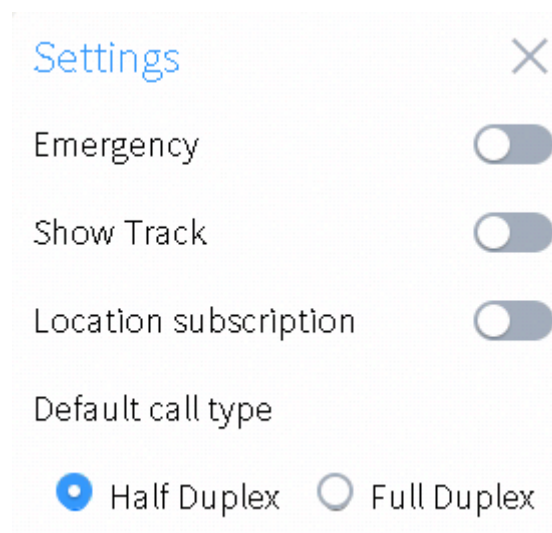 Settings
Emergency
Show Track
Location subscription
Default call type
Half Duplex Full Duplex